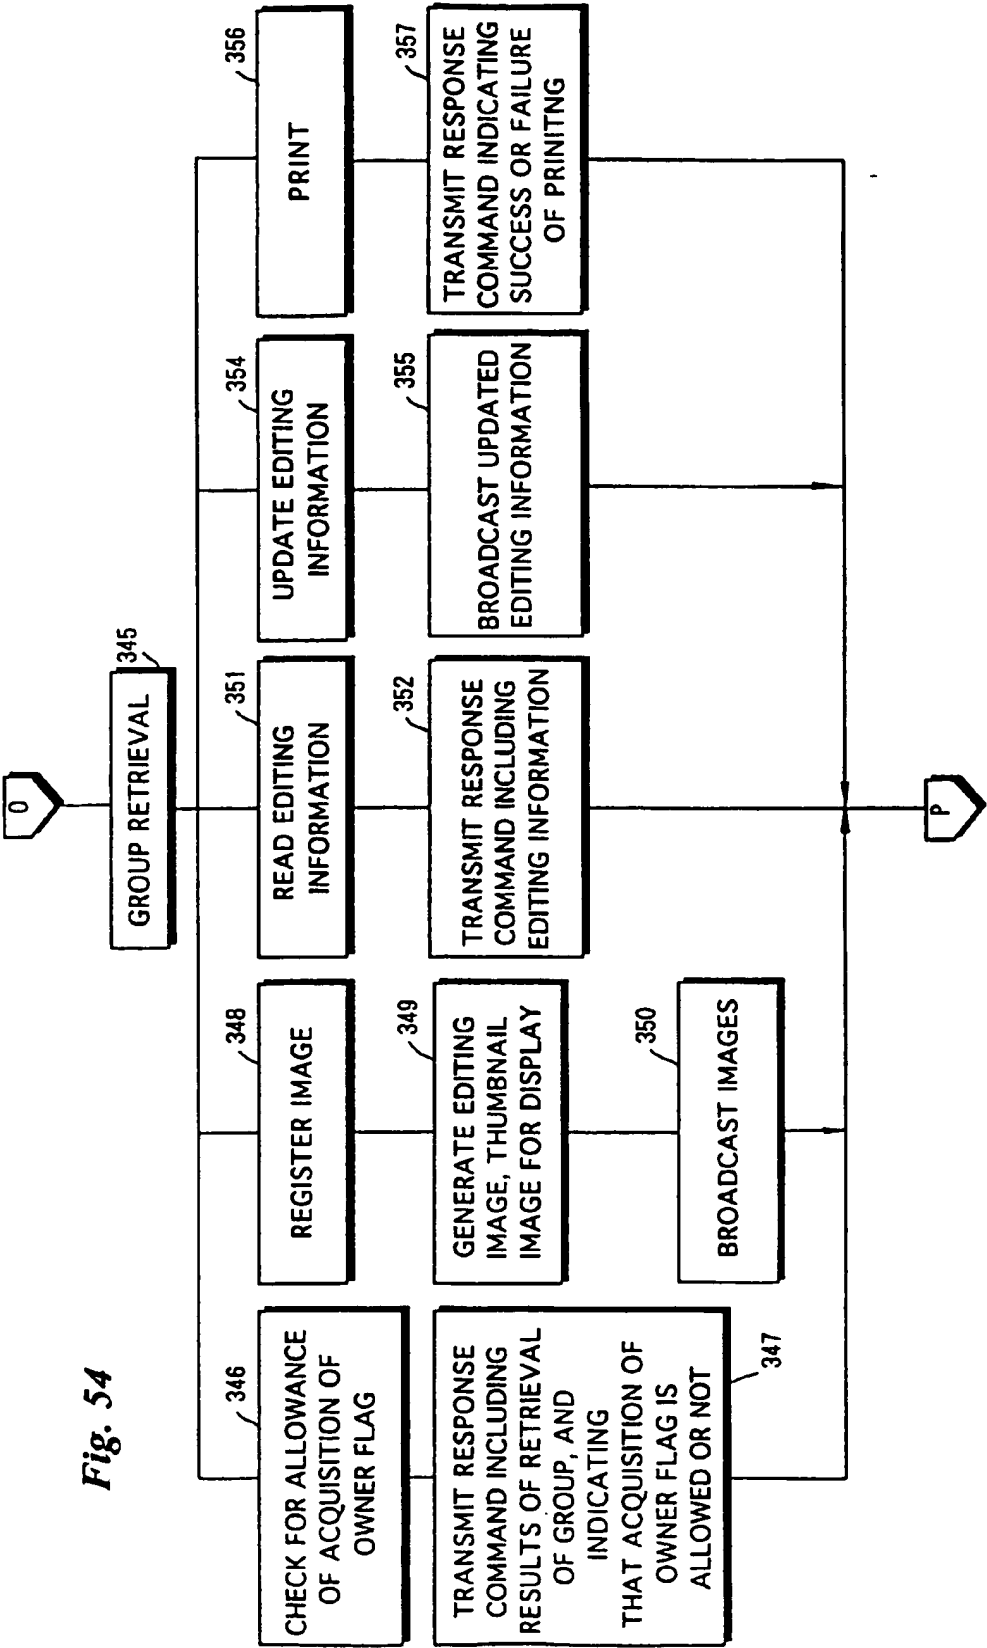 Fig. 54
O
GROUP RETRIEVAL
345
CHECK FOR ALLOWANCE
OF ACQUISITION OF
OWNER FLAG
346
TRANSMIT RESPONSE
COMMAND INCLUDING
RESULTS OF RETRIEVAL
OF GROUP, AND
INDICATING
THAT ACQUISITION OF
OWNER FLAG IS
ALLOWED OR NOT
347
REGISTER IMAGE
348
GENERATE EDITING
IMAGE, THUMBNAIL
IMAGE FOR DISPLAY
349
BROADCAST IMAGES
350
READ EDITING
INFORMATION
351
TRANSMIT RESPONSE
COMMAND INCLUDING
EDITING INFORMATION
352
UPDATE EDITING
INFORMATION
354
BROADCAST UPDATED
EDITING INFORMATION
355
PRINT
356
TRANSMIT RESPONSE
COMMAND INDICATING
SUCCESS OR FAILURE
OF PRINITNG
357
P